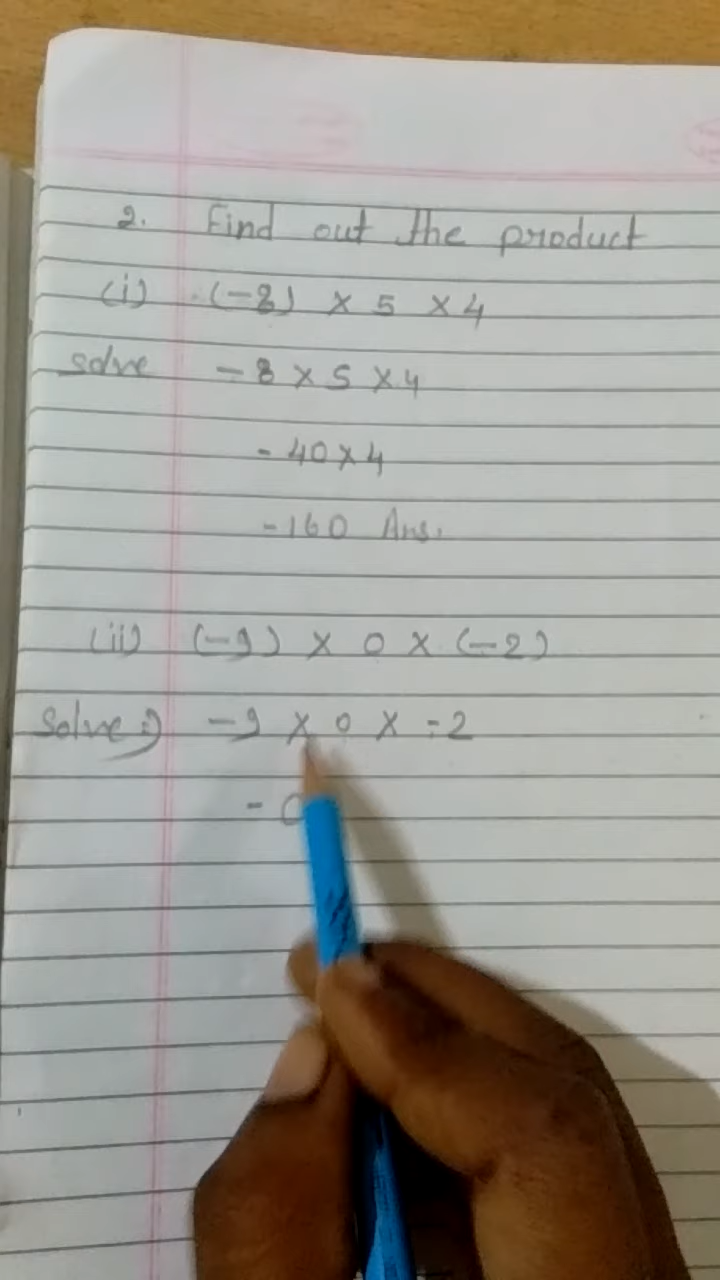 2. Find out the product
(i) (-8) × 5 × 4
Solve -8 × 5 × 4
- 40 × 4
-160 Ans.
(ii) (-9) × 0 × (-2)
Solve:) -9 × 0 × -2
- 0